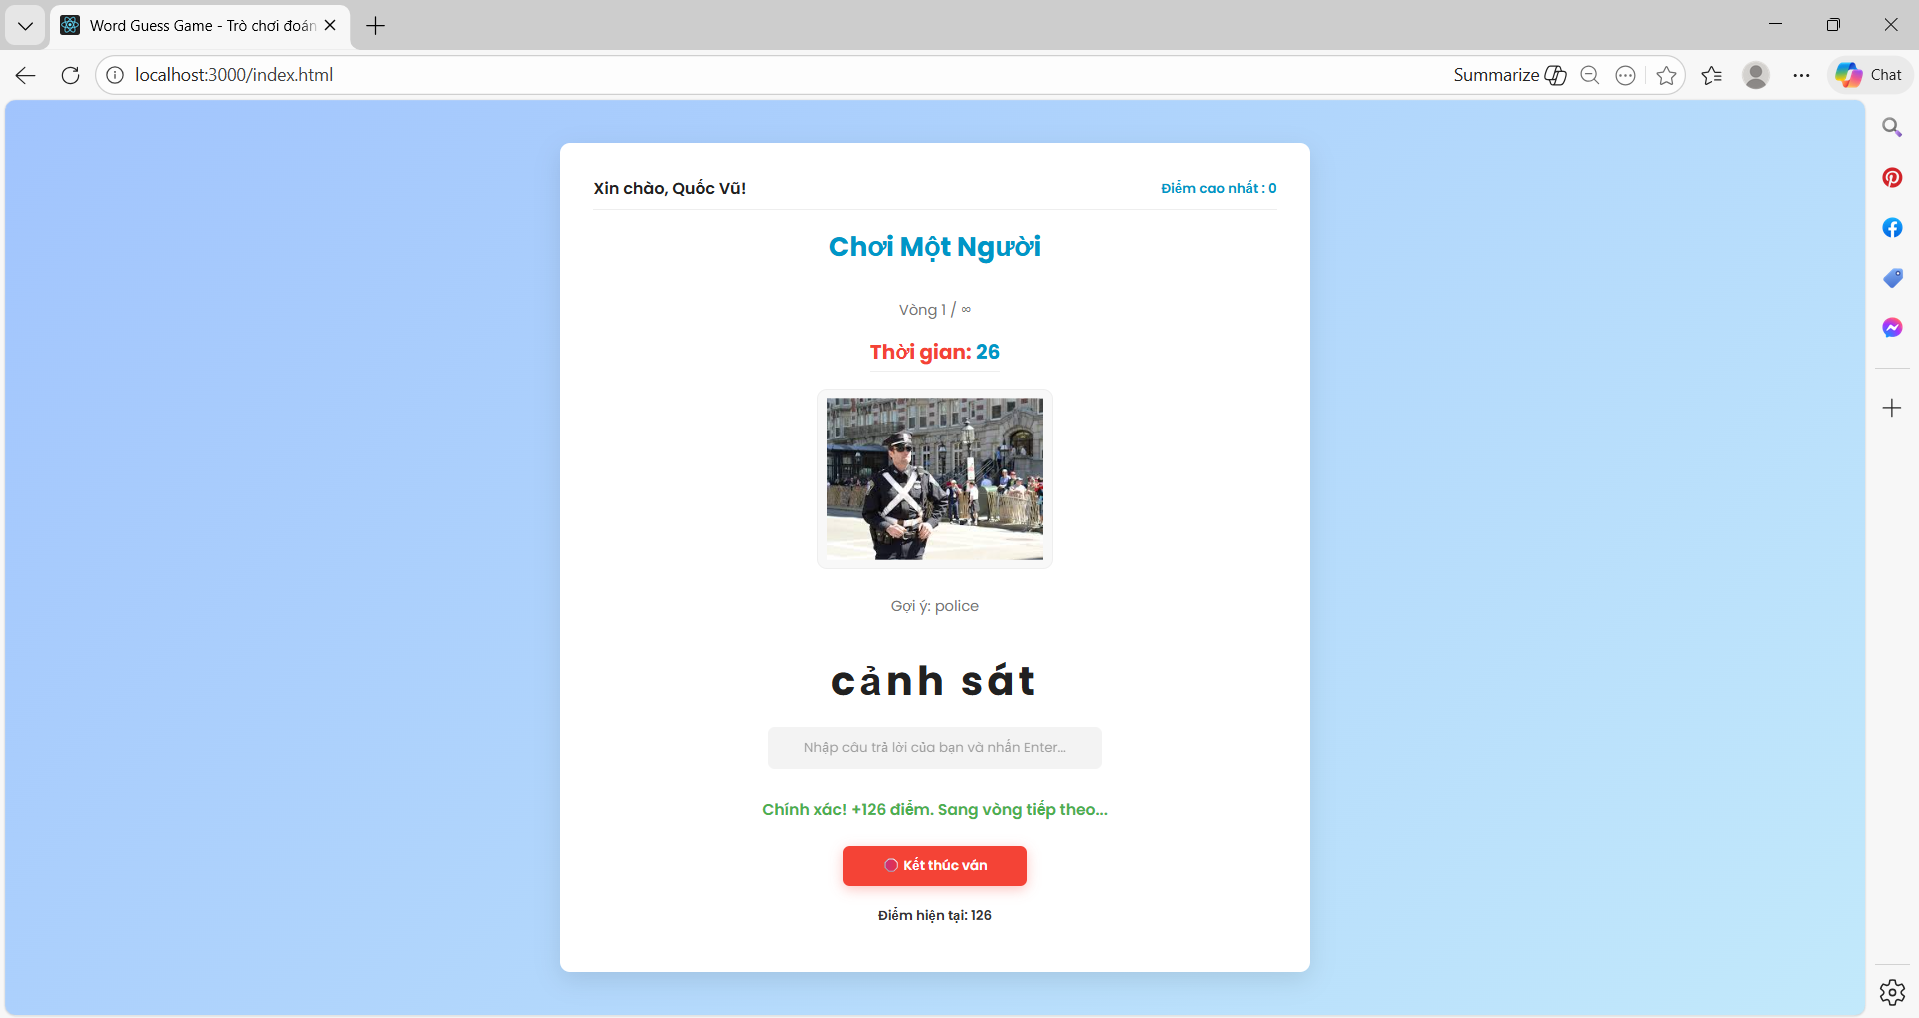 Word Guess Game - Trò chơi đoán
localhost:3000/index.html
Summarize
Chat
Xin chào, Quốc Vũ!
Điểm cao nhất : 0
Chơi Một Người
Vòng 1 / ∞
Thời gian: 26
Gợi ý: police
cảnh sát
Nhập câu trả lời của bạn và nhấn Enter...
Chính xác! +126 điểm. Sang vòng tiếp theo...
Kết thúc ván
Điểm hiện tại: 126